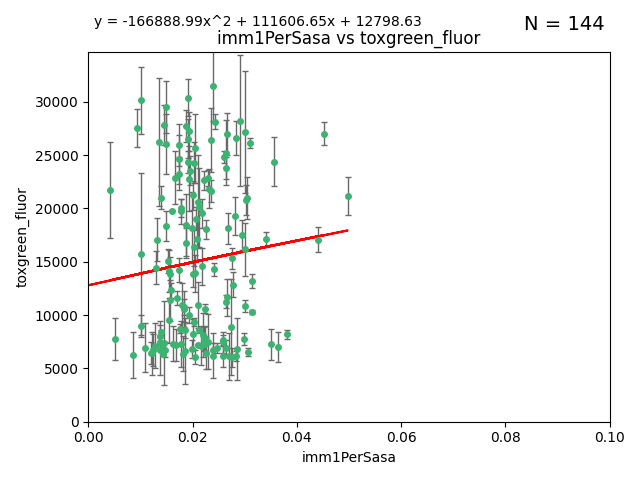 y = -166888.99x^2 + 111606.65x + 12798.63
N = 144
imm1PerSasa vs toxgreen_fluor
30000
25000
20000
15000
10000
5000
0
toxgreen_fluor
0.00 0.02 0.04 0.06 0.08 0.10
imm1PerSasa